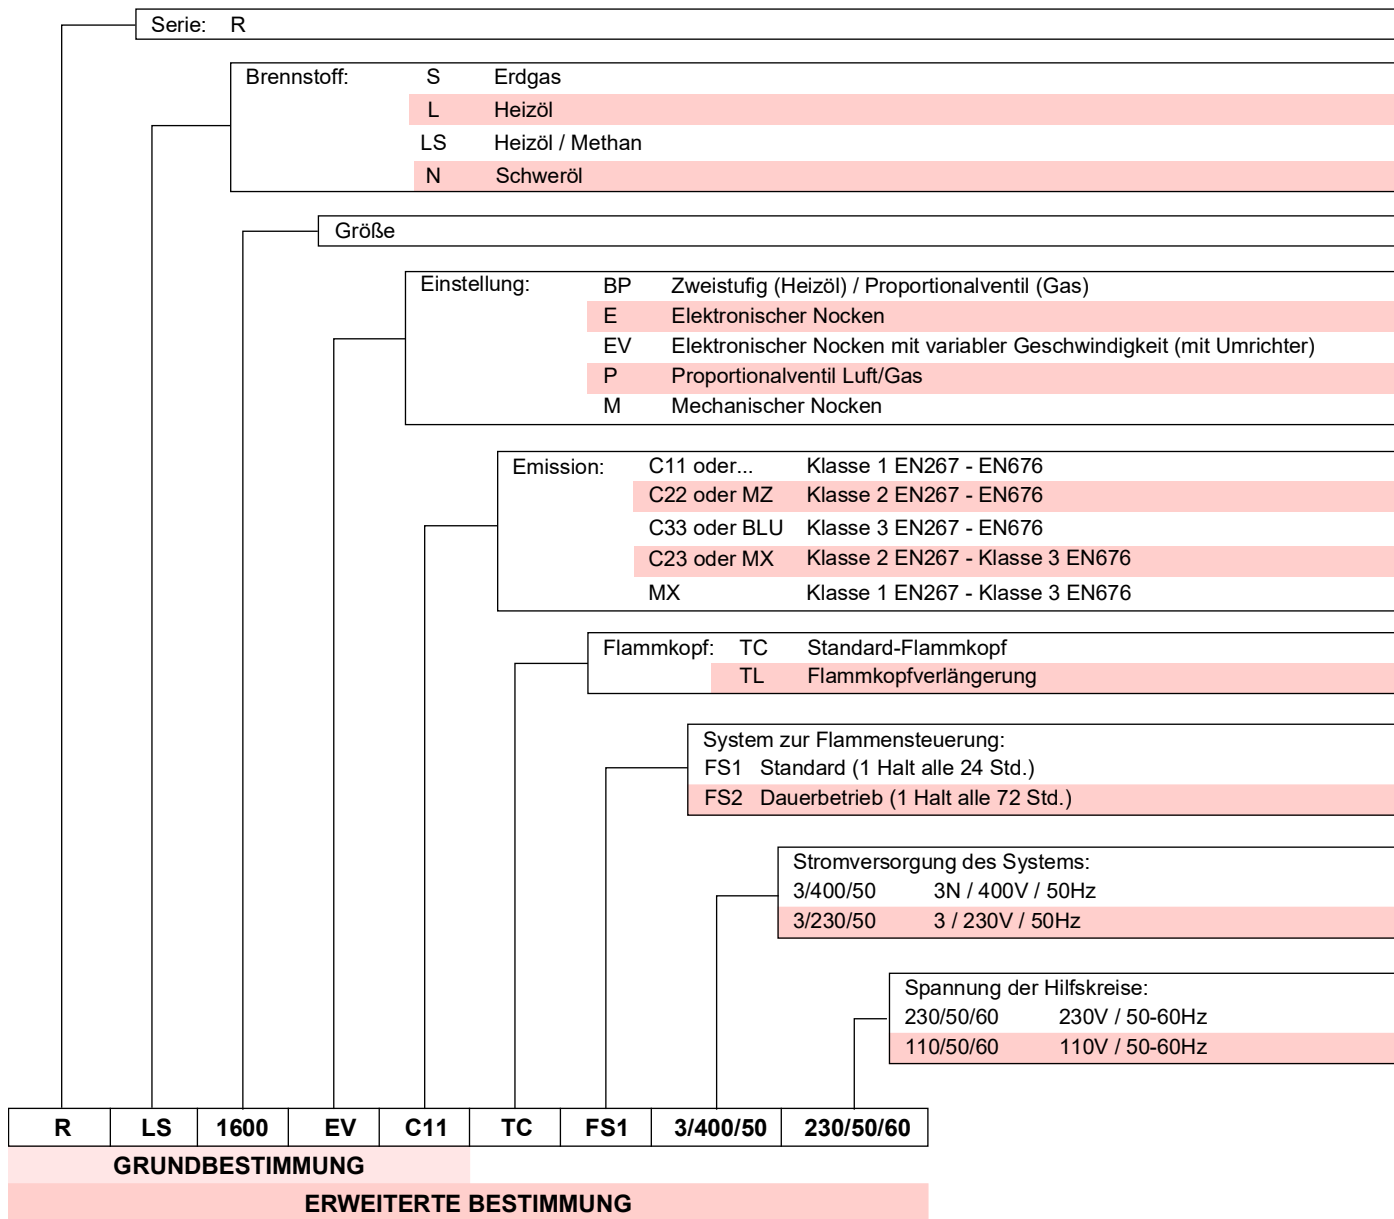 Serie: R
Brennstoff: S Erdgas
L Heizöl
LS Heizöl / Methan
N Schweröl
Größe
Einstellung: BP Zweistufig (Heizöl) / Proportionalventil (Gas)
E Elektronischer Nocken
EV Elektronischer Nocken mit variabler Geschwindigkeit (mit Umrichter)
P Proportionalventil Luft/Gas
M Mechanischer Nocken
Emission: C11 oder... Klasse 1 EN267 - EN676
C22 oder MZ Klasse 2 EN267 - EN676
C33 oder BLU Klasse 3 EN267 - EN676
C23 oder MX Klasse 2 EN267 - Klasse 3 EN676
MX Klasse 1 EN267 - Klasse 3 EN676
Flammkopf: TC Standard-Flammkopf
TL Flammkopfverlängerung
System zur Flammensteuerung:
FS1 Standard (1 Halt alle 24 Std.)
FS2 Dauerbetrieb (1 Halt alle 72 Std.)
Stromversorgung des Systems:
3/400/50 3N / 400V / 50Hz
3/230/50 3 / 230V / 50Hz
Spannung der Hilfskreise:
230/50/60 230V / 50-60Hz
110/50/60 110V / 50-60Hz
R LS 1600 EV C11 TC FS1 3/400/50 230/50/60
GRUNDBESTIMMUNG
ERWEITERTE BESTIMMUNG